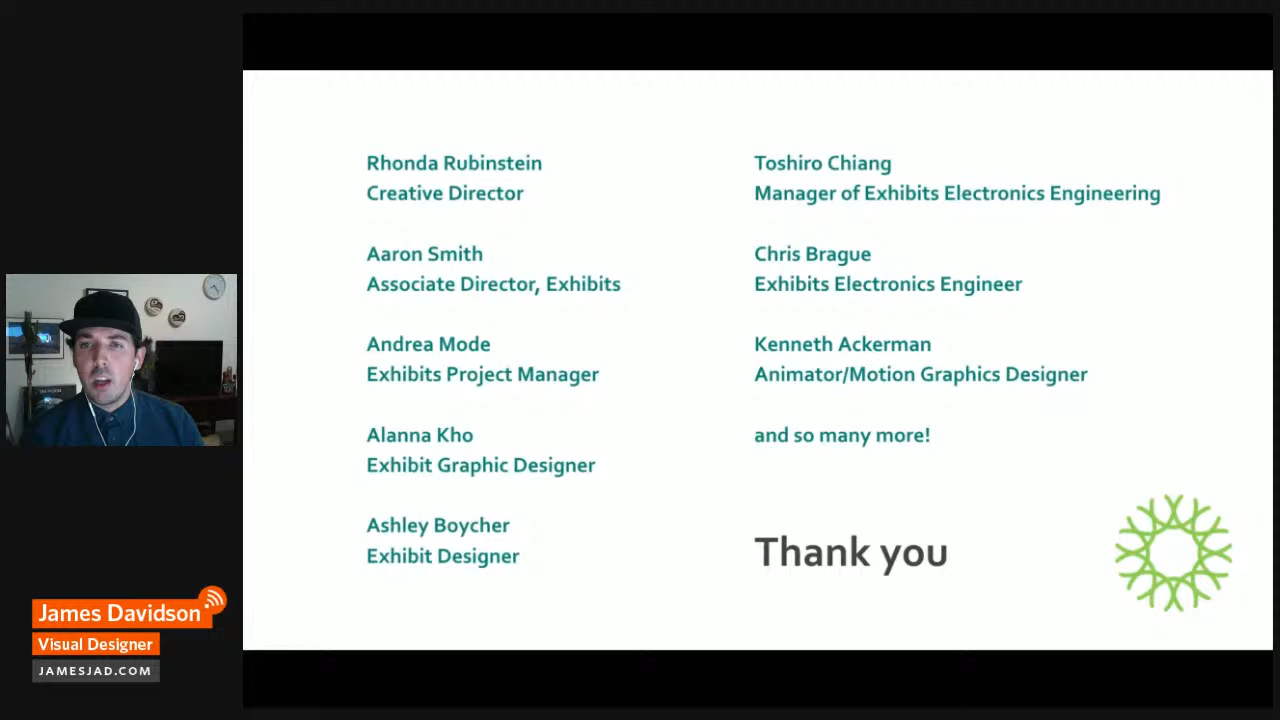 Rhonda Rubinstein
Creative Director
Aaron Smith
Associate Director, Exhibits
Andrea Mode
Exhibits Project Manager
Alanna Kho
Exhibit Graphic Designer
Ashley Boycher
Exhibit Designer
Toshiro Chiang
Manager of Exhibits Electronics Engineering
Chris Brague
Exhibits Electronics Engineer
Kenneth Ackerman
Animator/Motion Graphics Designer
and so many more!
Thank you
James Davidson
Visual Designer
JAMESJAD.COM